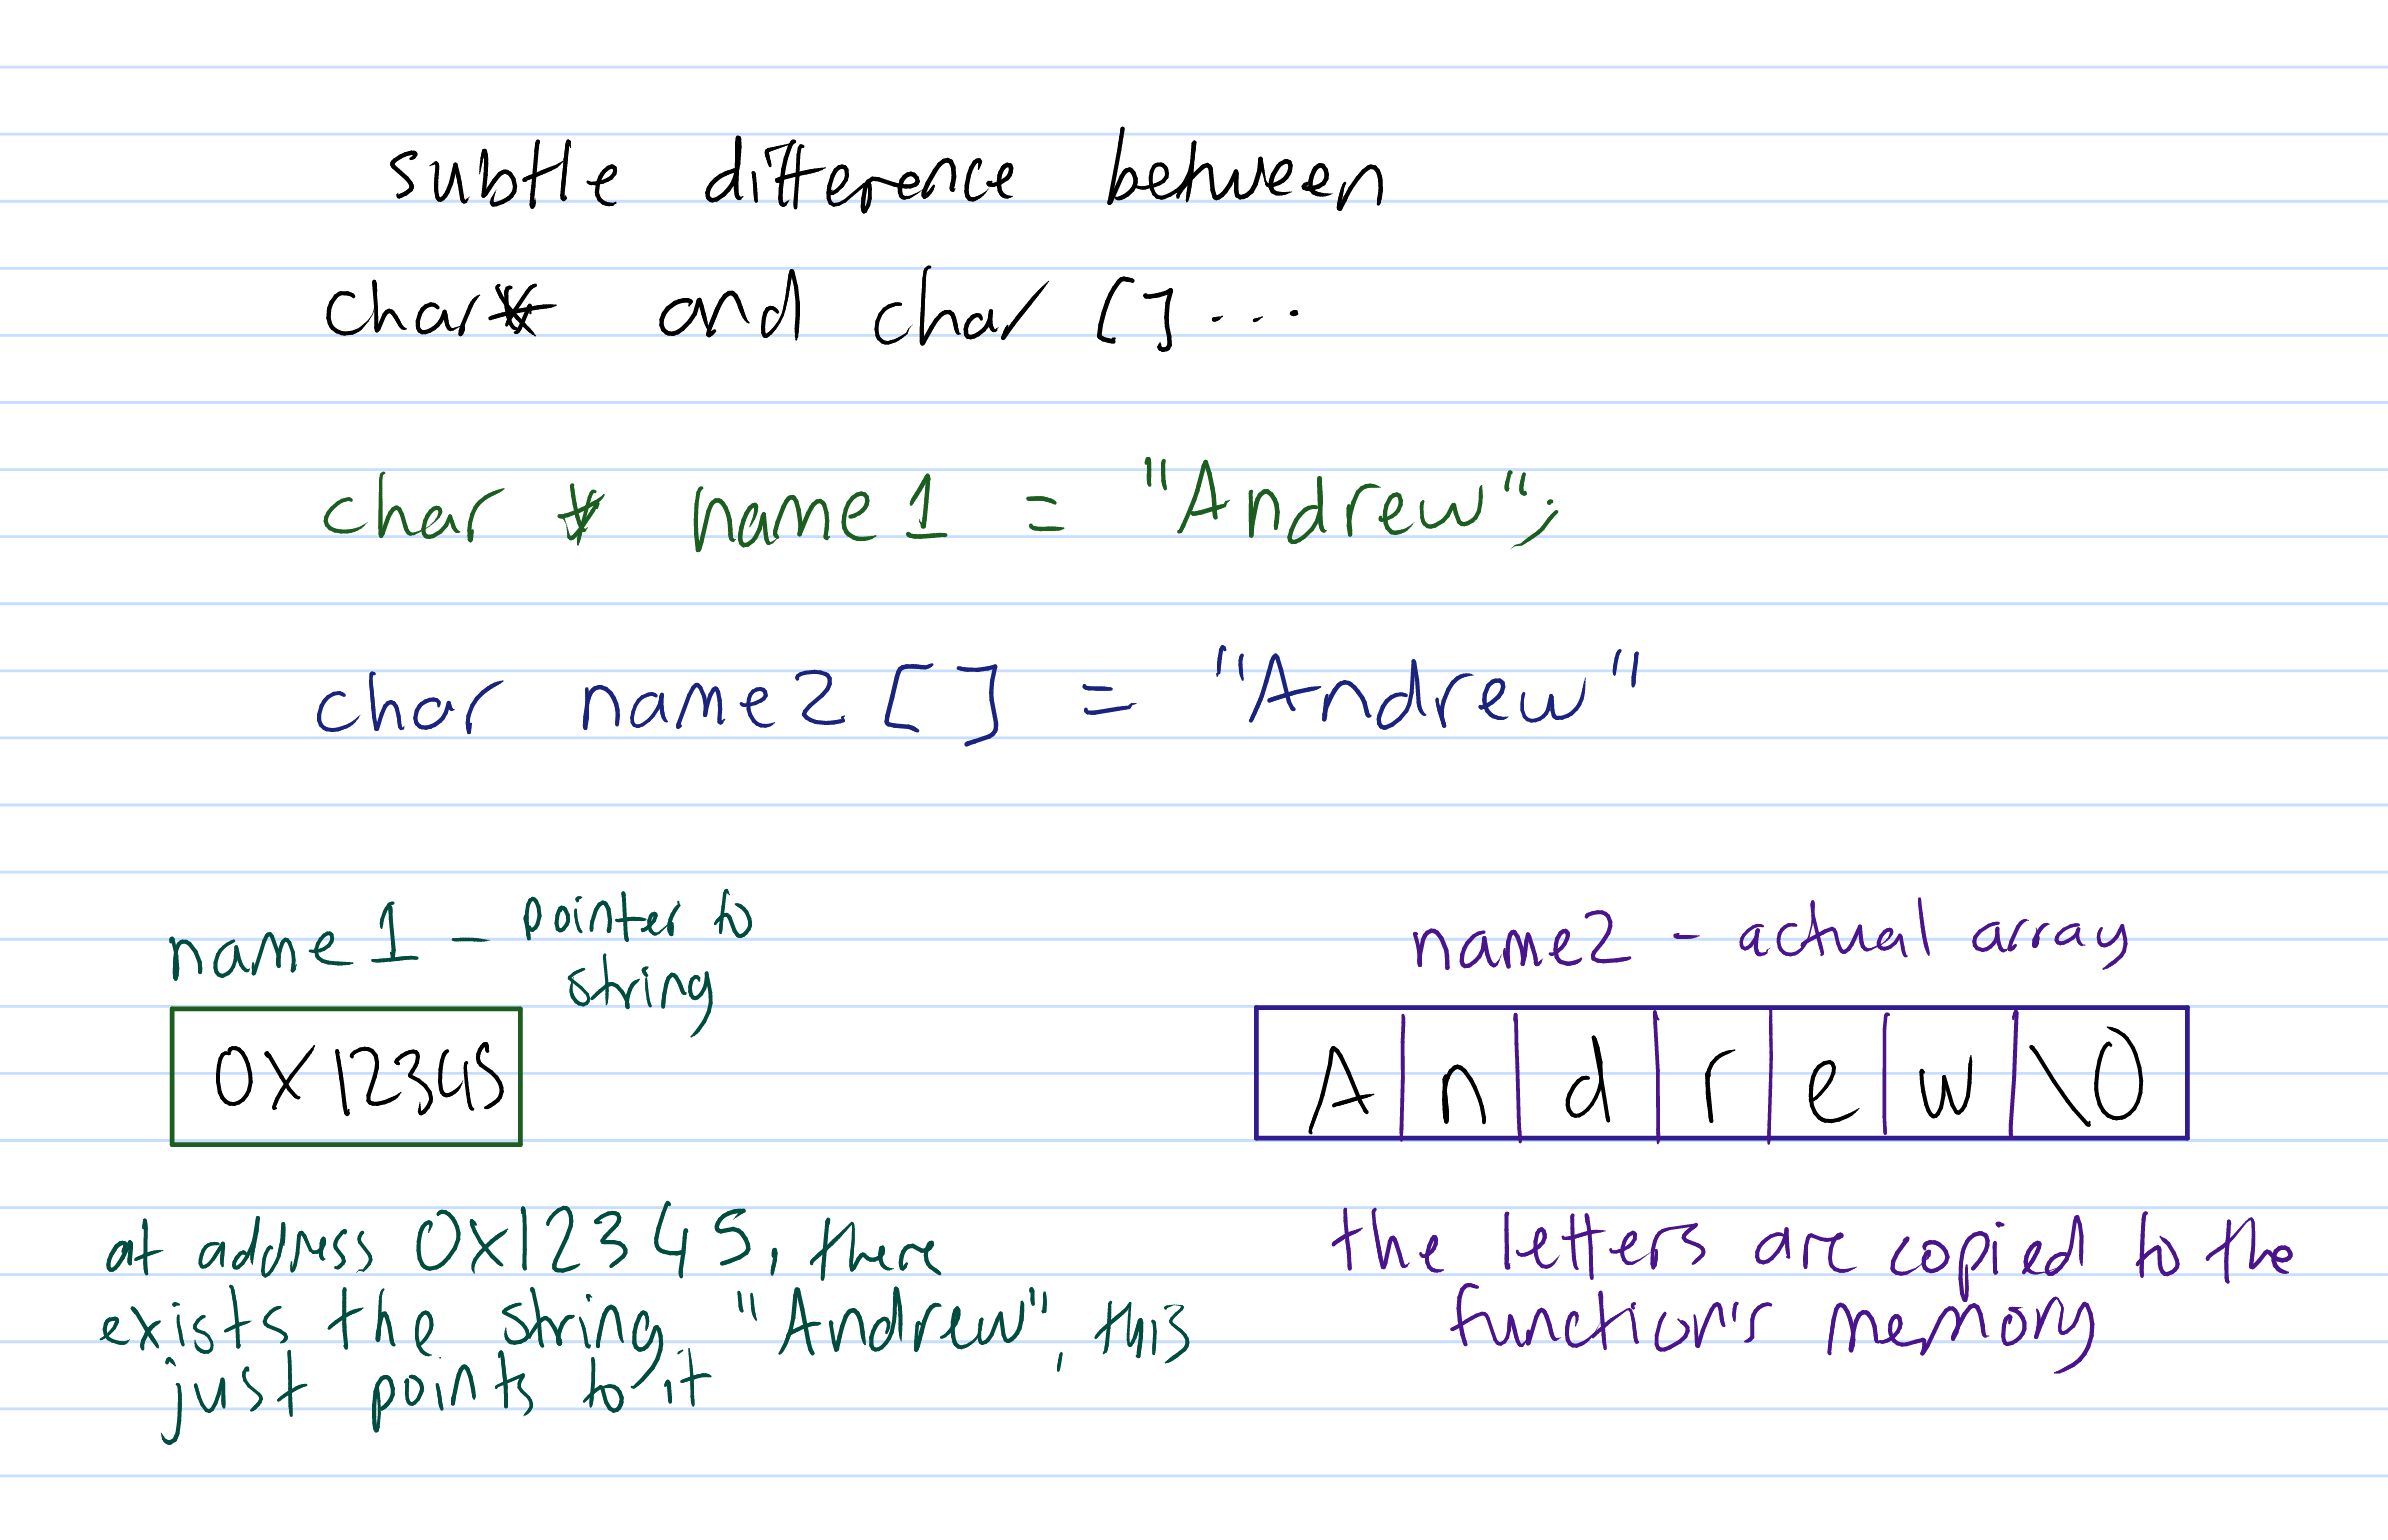 subtle difference between
char* and char []...
char * name1 = "Andrew";
char name2 [] = "Andrew"
name1 - pointer to
string
0X12345
at address 0X12345, there
exists the string "Andrew", this
just points to it
name2 - actual array
A n d r e w \0
the letters are copied to the
function's memory